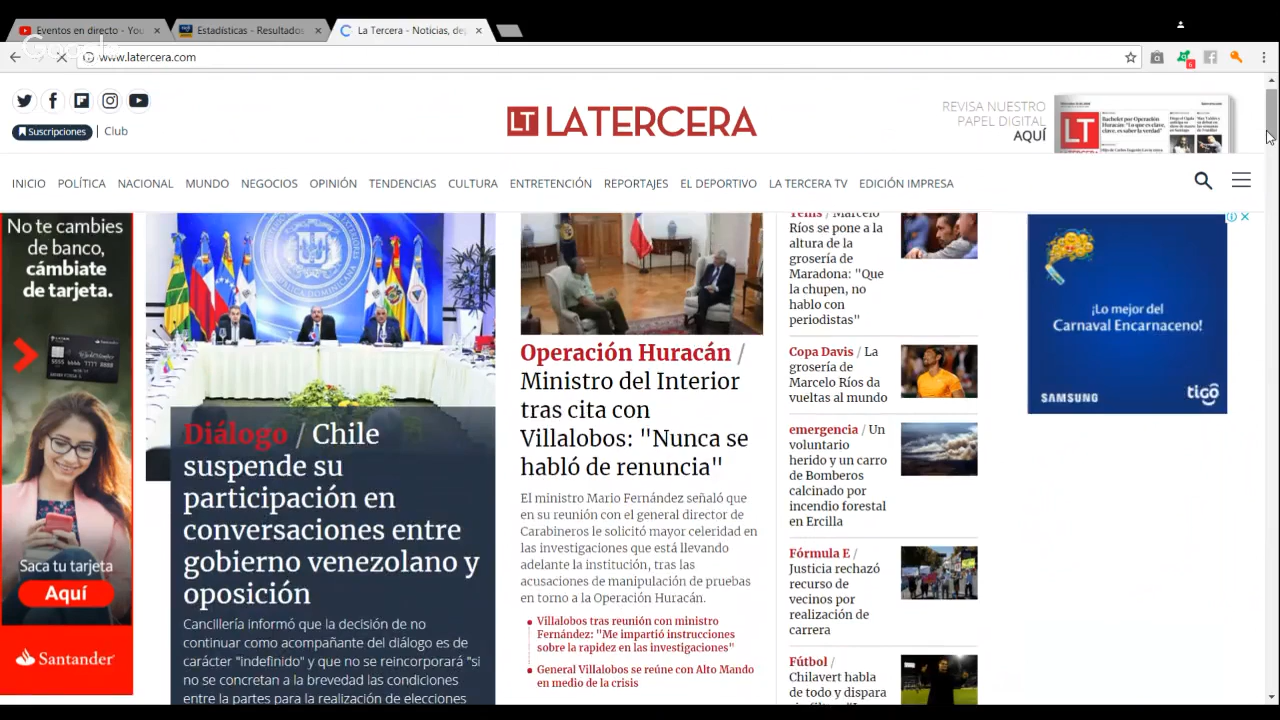 Eventos en directo - You
Estadísticas - Resultados
La Tercera - Noticias, dep
Google
www.latercera.com
Suscripciones
Club
LT LATERCERA
REVISA NUESTRO
PAPEL DIGITAL
AQUÍ
LT
INICIO POLÍTICA NACIONAL MUNDO NEGOCIOS OPINIÓN TENDENCIAS CULTURA ENTRETENCIÓN REPORTAJES EL DEPORTIVO LA TERCERA TV EDICIÓN IMPRESA
No te cambies
de banco,
cámbiate
de tarjeta.
Saca tu tarjeta
Aquí
Santander
Diálogo / Chile
suspende su
participación en
conversaciones entre
gobierno venezolano y
oposición
Cancillería informó que la decisión de no
continuar como acompañante del diálogo es de
carácter "indefinido" y que no se reincorporará "si
no se concretan a la brevedad las condiciones
entre la partes para la realización de elecciones
Operación Huracán /
Ministro del Interior
tras cita con
Villalobos: "Nunca se
habló de renuncia"
El ministro Mario Fernández señaló que
en su reunión con el general director de
Carabineros le solicitó mayor celeridad en
las investigaciones que está llevando
adelante la institución, tras las
acusaciones de manipulación de pruebas
en torno a la Operación Huracán.
Villalobos tras reunión con ministro
Fernández: "Me impartió instrucciones
sobre la rapidez en las investigaciones"
General Villalobos se reúne con Alto Mando
en medio de la crisis
Tenis / Marcelo
Ríos se pone a la
altura de la
grosería de
Maradona: "Que
la chupen, no
hablo con
periodistas"
Copa Davis / La
grosería de
Marcelo Ríos da
vueltas al mundo
emergencia / Un
voluntario
herido y un carro
de Bomberos
calcinado por
incendio forestal
en Ercilla
Fórmula E /
Justicia rechazó
recurso de
vecinos por
realización de
carrera
Fútbol /
Chilavert habla
de todo y dispara
¡Lo mejor del
Carnaval Encarnaceno!
SAMSUNG
tigo